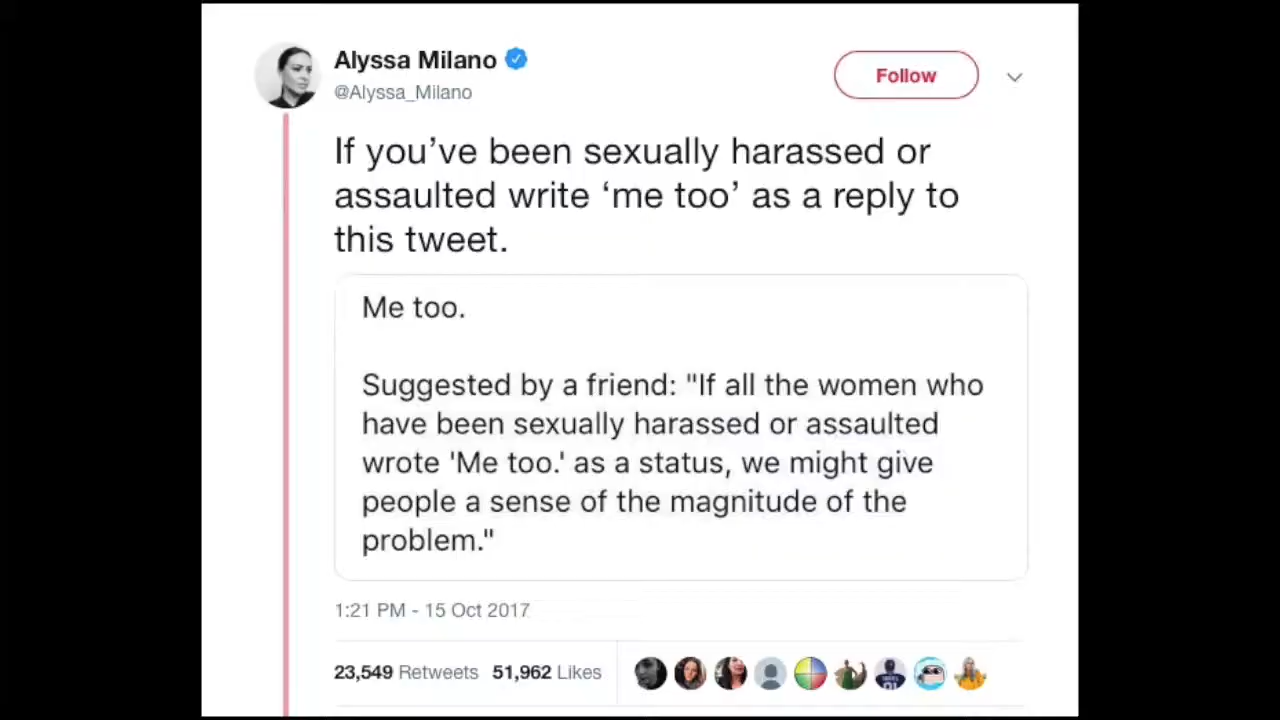 Alyssa Milano
@Alyssa_Milano
Follow
If you’ve been sexually harassed or
assaulted write ‘me too’ as a reply to
this tweet.
Me too.
Suggested by a friend: "If all the women who
have been sexually harassed or assaulted
wrote 'Me too.' as a status, we might give
people a sense of the magnitude of the
problem."
1:21 PM - 15 Oct 2017
23,549 Retweets 51,962 Likes